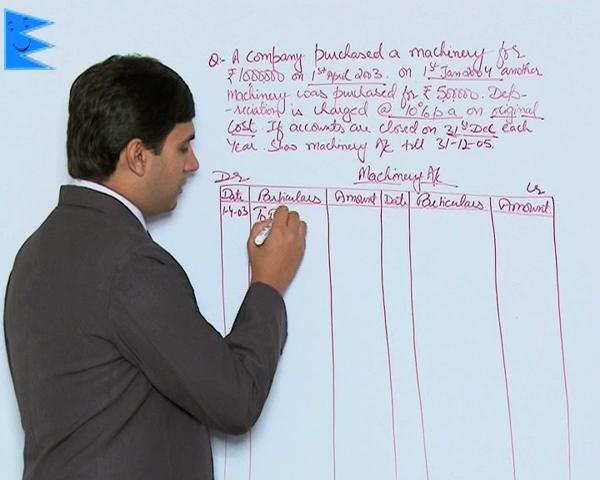 Q:- A company purchased a machinery for
₹ 1000000 on 1st April 2003. on 1st Jan 2004 another
Machinery was purchased for ₹ 500000. Dep-
-reciation is charged @ 10% p.a on original
Cost. If accounts are closed on 31st Dec each
Year. Show machinery A/c till 31-12-05.
Dr Machinery A/c Cr
Date Particulars Amount Date Particulars Amount
1-4-03 To